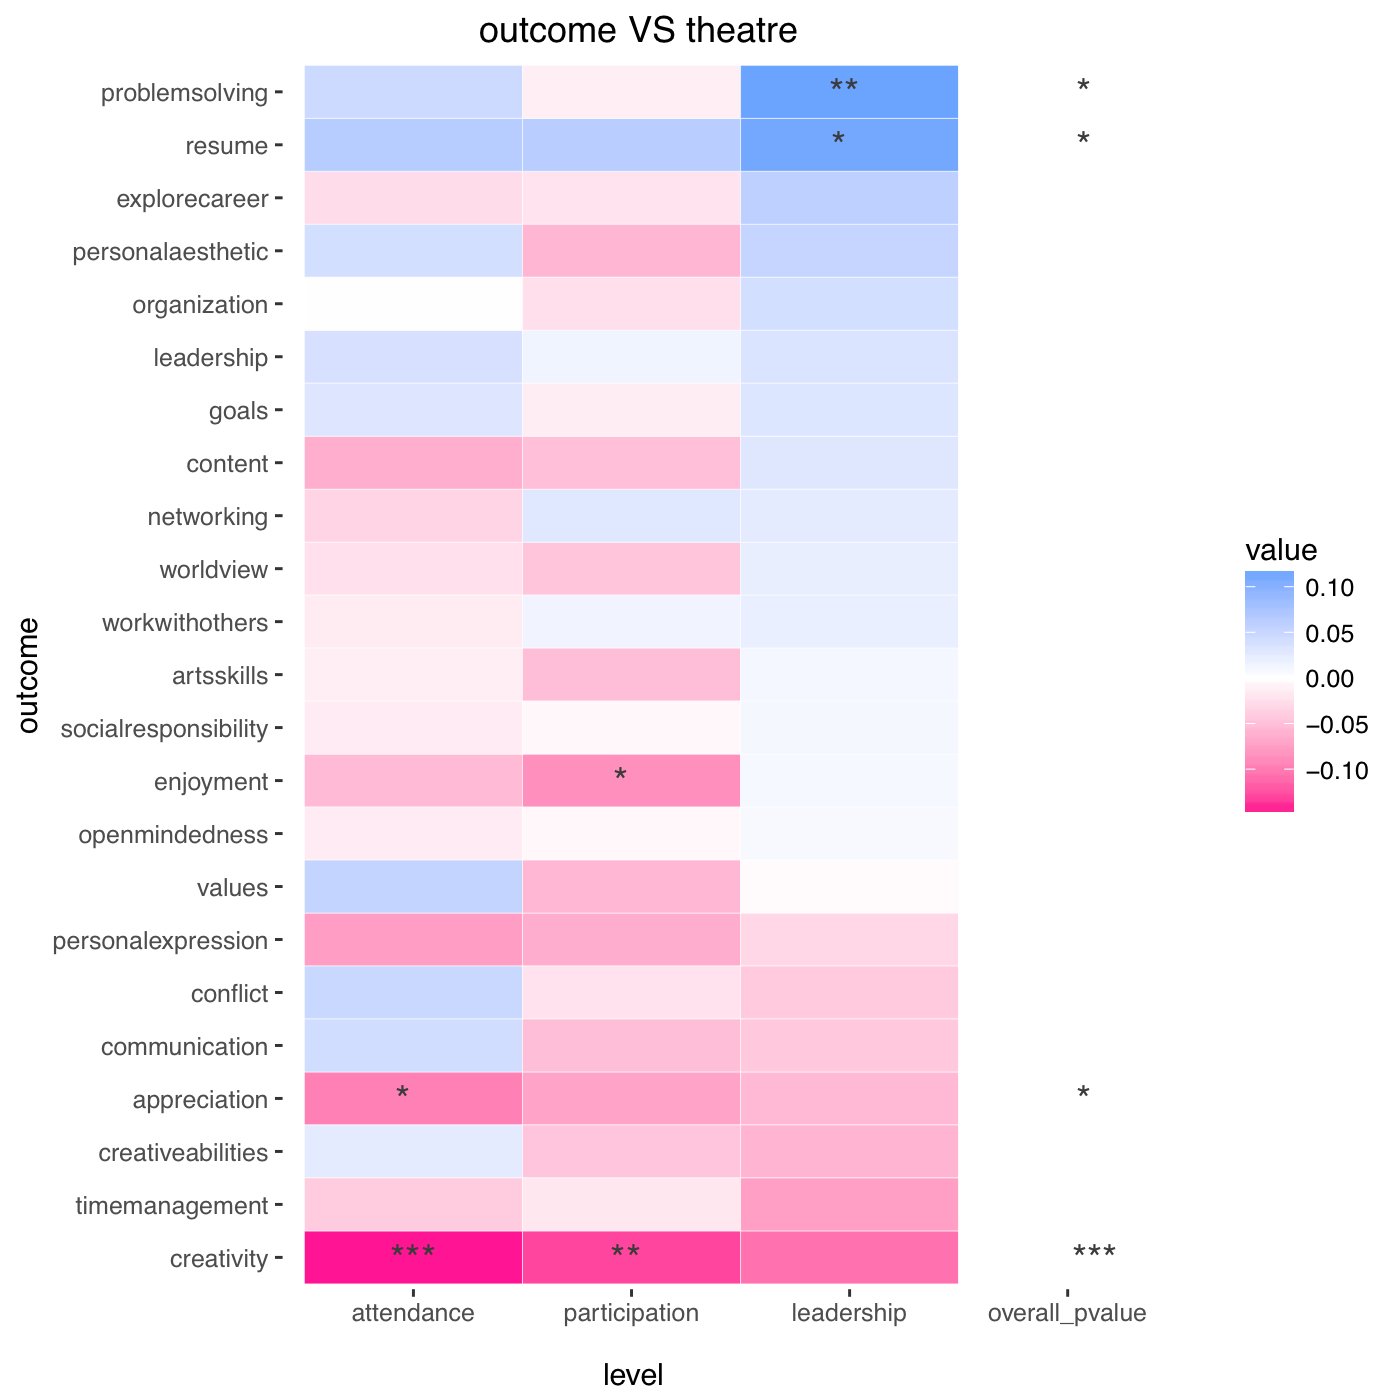 outcome VS theatre
problemsolving ** *
resume * *
explorecareer
personalaesthetic
organization
leadership
goals
content
networking
worldview
workwithothers
artsskills
socialresponsibility
enjoyment *
openmindedness
values
personalexpression
conflict
communication
appreciation * *
creativeabilities
timemanagement
creativity *** ** ***
attendance participation leadership overall_pvalue
level
outcome
value
0.10
0.05
0.00
−0.05
−0.10